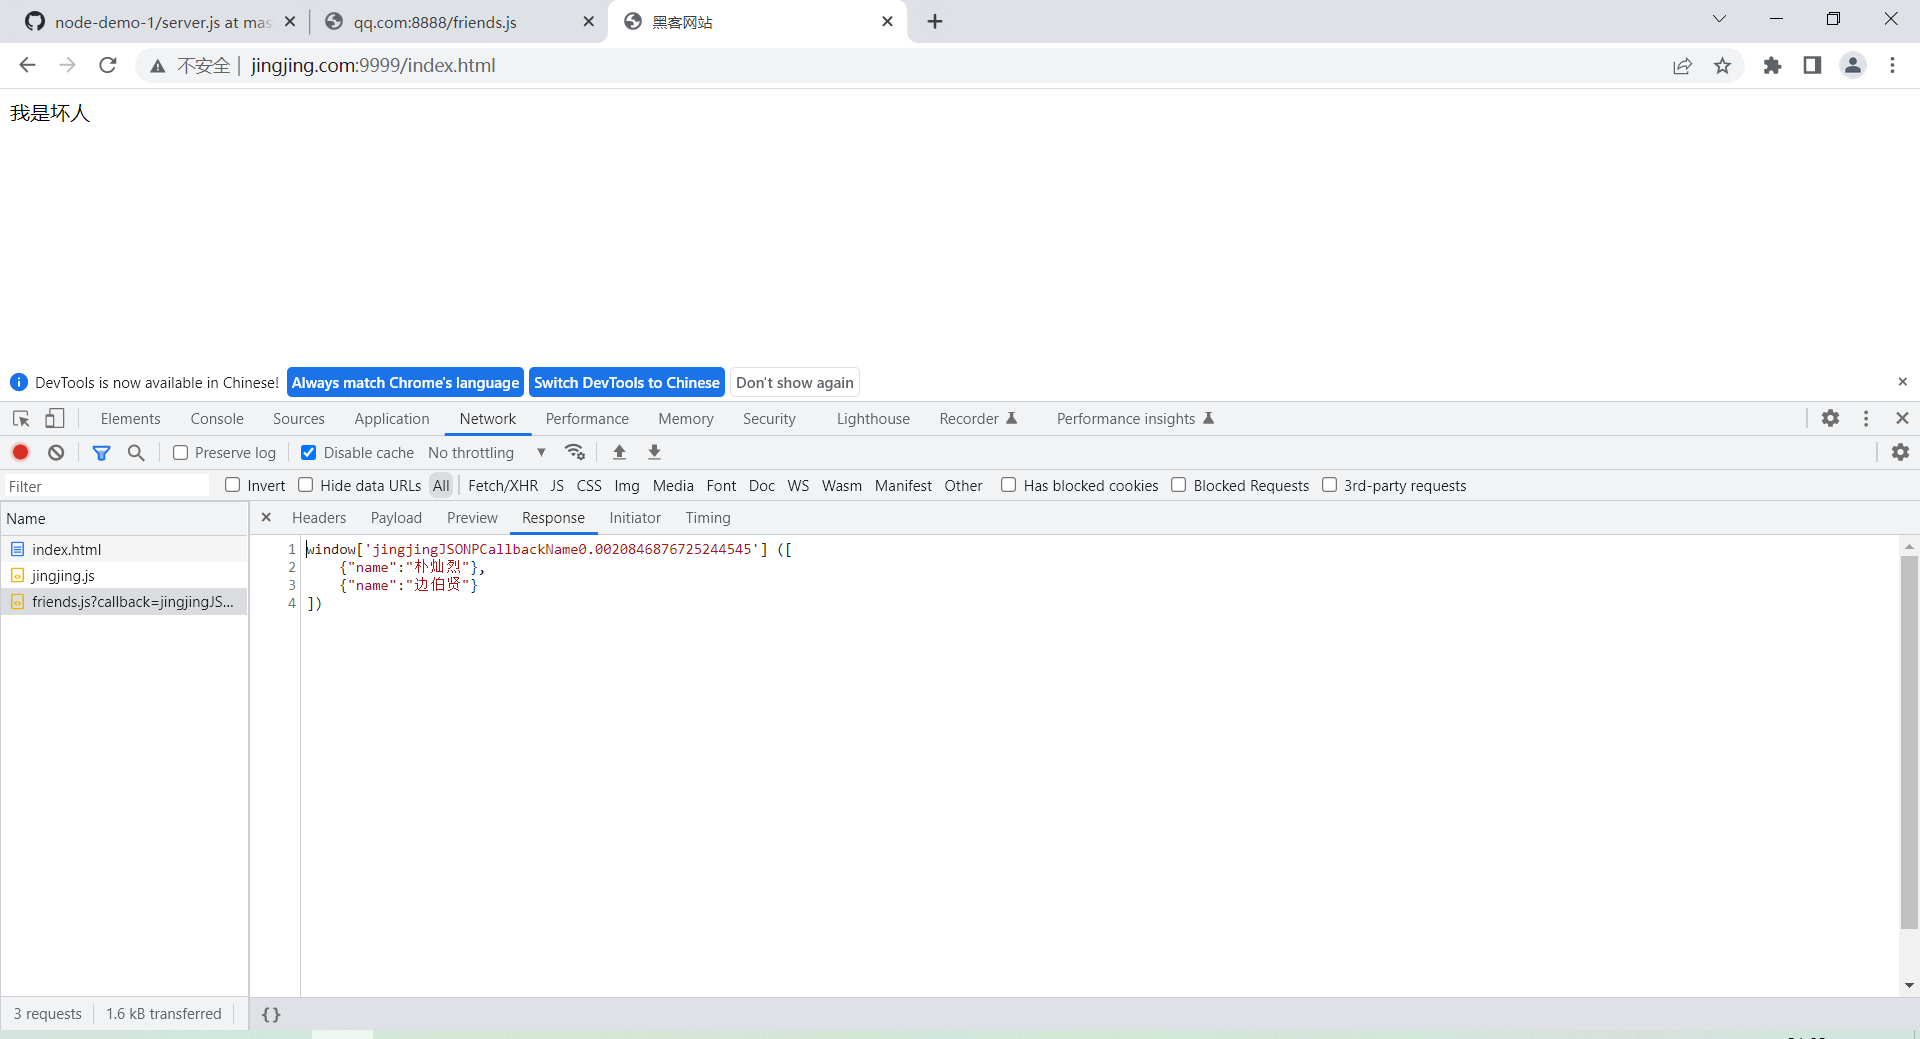 node-demo-1/server.js at mas
qq.com:8888/friends.js
黑客网站
不安全 | jingjing.com:9999/index.html
我是坏人
DevTools is now available in Chinese! Always match Chrome's language Switch DevTools to Chinese Don't show again
Elements Console Sources Application Network Performance Memory Security Lighthouse Recorder Performance insights
Preserve log Disable cache No throttling
Filter Invert Hide data URLs All Fetch/XHR JS CSS Img Media Font Doc WS Wasm Manifest Other Has blocked cookies Blocked Requests 3rd-party requests
Name
Headers Payload Preview Response Initiator Timing
index.html
jingjing.js
friends.js?callback=jingjingJS...
1 window['jingjingJSONPCallbackName0.0020846876725244545'] ([
2 {"name":"朴灿烈"},
3 {"name":"边伯贤"}
4 ])
3 requests 1.6 kB transferred {}